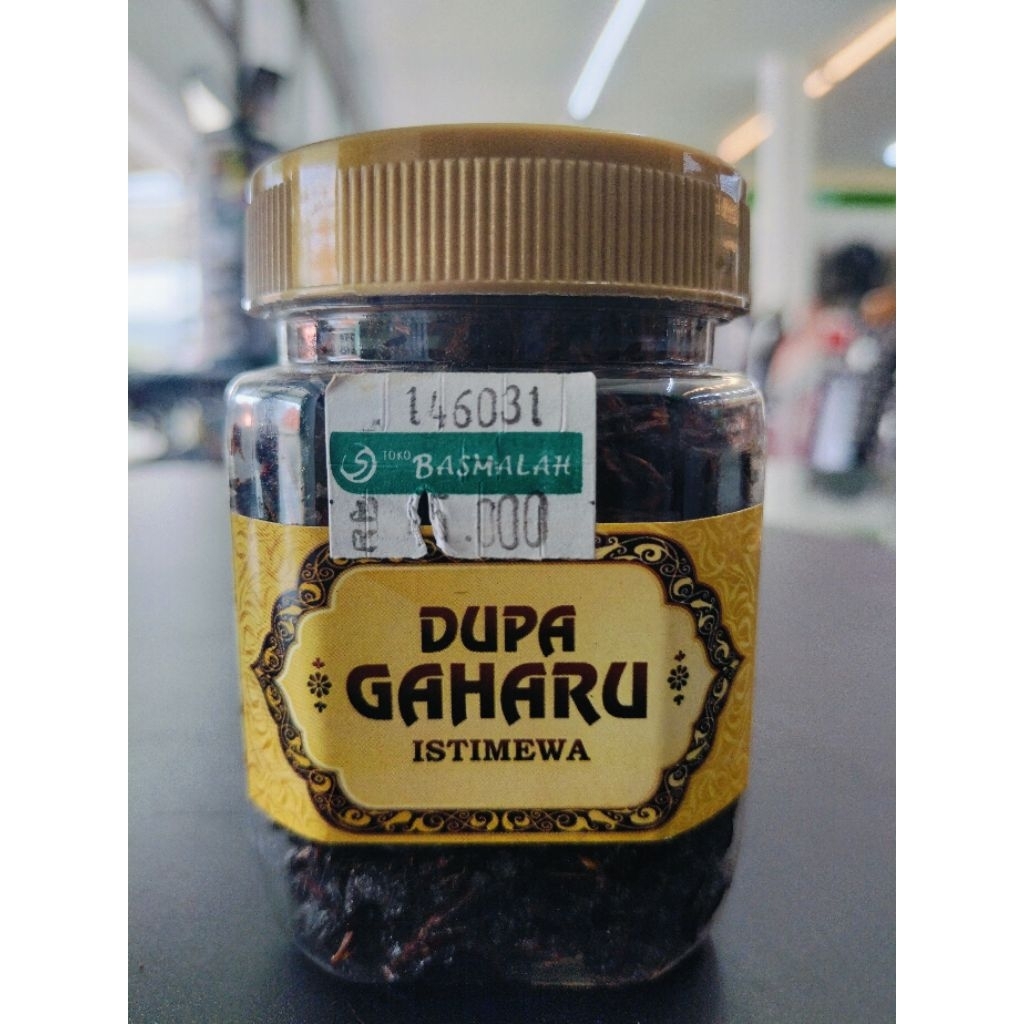 146031
TOKO BASMALAH
DUPA
GAHARU
ISTIMEWA